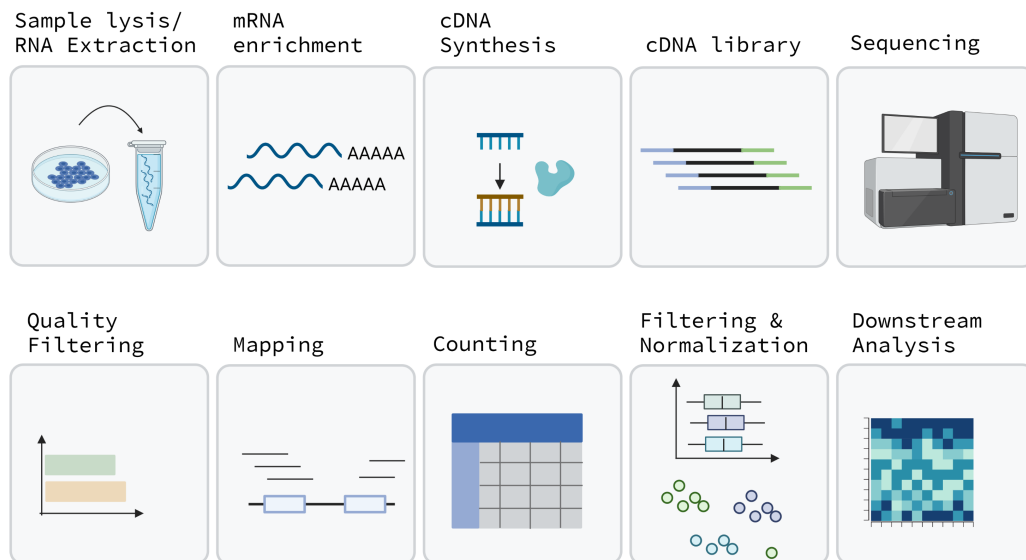 Sample lysis/
RNA Extraction
mRNA
enrichment
cDNA
Synthesis
cDNA library
Sequencing
AAAAA
AAAAA
Quality
Filtering
Mapping
Counting
Filtering &
Normalization
Downstream
Analysis